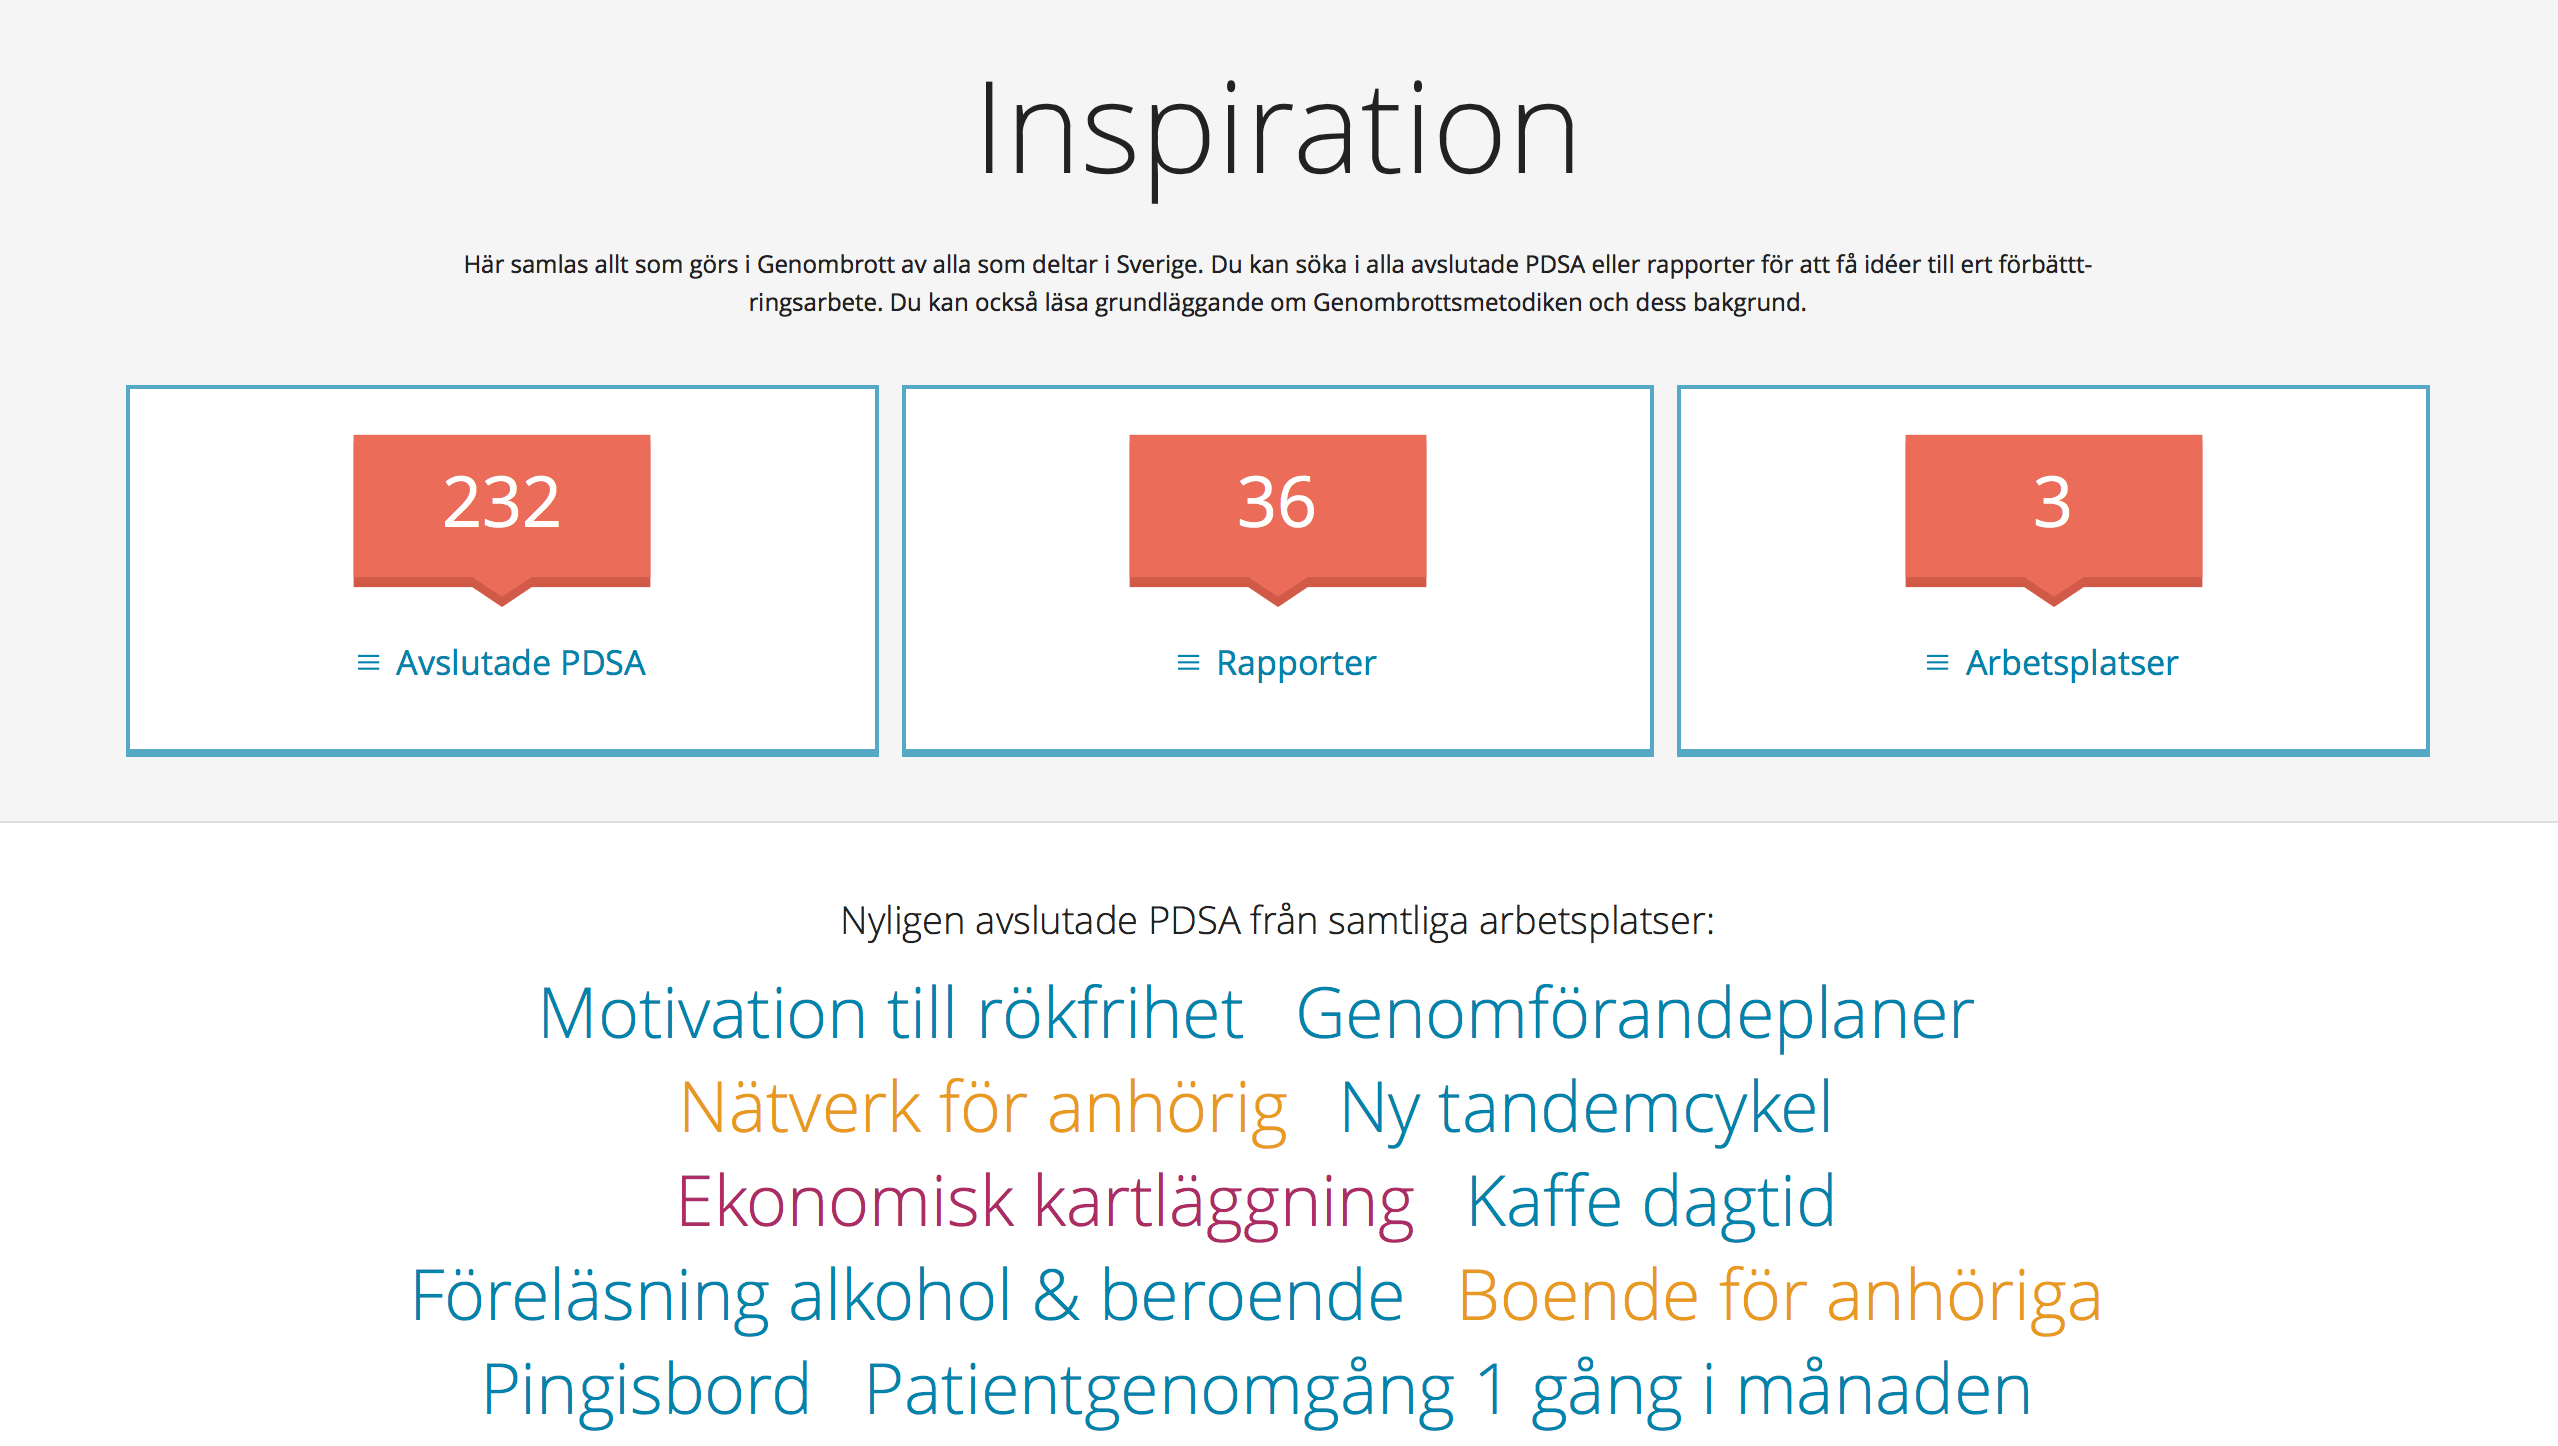 Inspiration
Här samlas allt som görs i Genombrott av alla som deltar i Sverige. Du kan söka i alla avslutade PDSA eller rapporter för att få idéer till ert förbättt-
ringsarbete. Du kan också läsa grundläggande om Genombrottsmetodiken och dess bakgrund.
232
Avslutade PDSA
36
Rapporter
3
Arbetsplatser
Nyligen avslutade PDSA från samtliga arbetsplatser:
Motivation till rökfrihet Genomförandeplaner
Nätverk för anhörig Ny tandemcykel
Ekonomisk kartläggning Kaffe dagtid
Föreläsning alkohol & beroende Boende för anhöriga
Pingisbord Patientgenomgång 1 gång i månaden